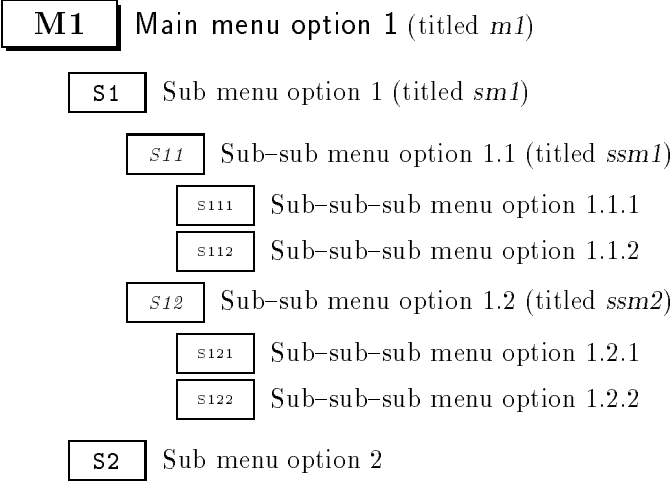 M1 Main menu option 1 (titled m1)
S1 Sub menu option 1 (titled sm1)
S11 Sub–sub menu option 1.1 (titled ssm1)
S111 Sub–sub–sub menu option 1.1.1
S112 Sub–sub–sub menu option 1.1.2
S12 Sub–sub menu option 1.2 (titled ssm2)
S121 Sub–sub–sub menu option 1.2.1
S122 Sub–sub–sub menu option 1.2.2
S2 Sub menu option 2